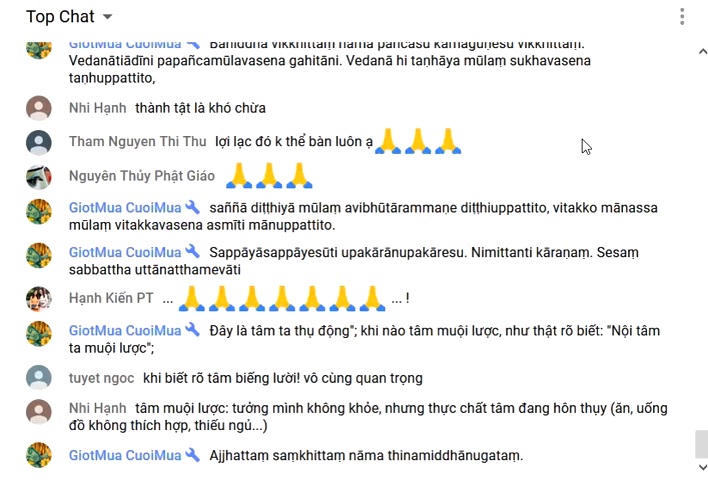 Top Chat
GiotMua CuoiMua Bahiddhā vikkhittaṃ nāma pañcasu kāmaguṇesu vikkhittaṃ.
Vedanātiādīni papañcamūlavasena gahitāni. Vedanā hi taṇhāya mūlaṃ sukhavasena
taṇhuppattito,
Nhi Hạnh thành tật là khó chừa
Tham Nguyen Thi Thu lợi lạc đó k thể bàn luôn ạ 🙏🙏🙏
Nguyên Thủy Phật Giáo 🙏🙏🙏
GiotMua CuoiMua saññā diṭṭhiyā mūlaṃ avibhūtārammaṇe diṭṭhiuppattito, vitakko mānassa
mūlaṃ vitakkavasena asmīti mānuppattito.
GiotMua CuoiMua Sappāyāsappāyesūti upakārānupakāresu. Nimittanti kāraṇaṃ. Sesaṃ
sabbattha uttānatthamevāti
Hạnh Kiến PT ... 🙏🙏🙏🙏🙏🙏🙏 ... !
GiotMua CuoiMua Đây là tâm ta thụ động"; khi nào tâm muội lược, như thật rõ biết: "Nội tâm
ta muội lược";
tuyet ngoc khi biết rõ tâm biếng lười! vô cùng quan trọng
Nhi Hạnh tâm muội lược: tưởng mình không khỏe, nhưng thực chất tâm đang hôn thụy (ăn, uống
đồ không thích hợp, thiếu ngủ...)
GiotMua CuoiMua Ajjhattaṃ saṃkhittaṃ nāma thinamiddhānugataṃ.